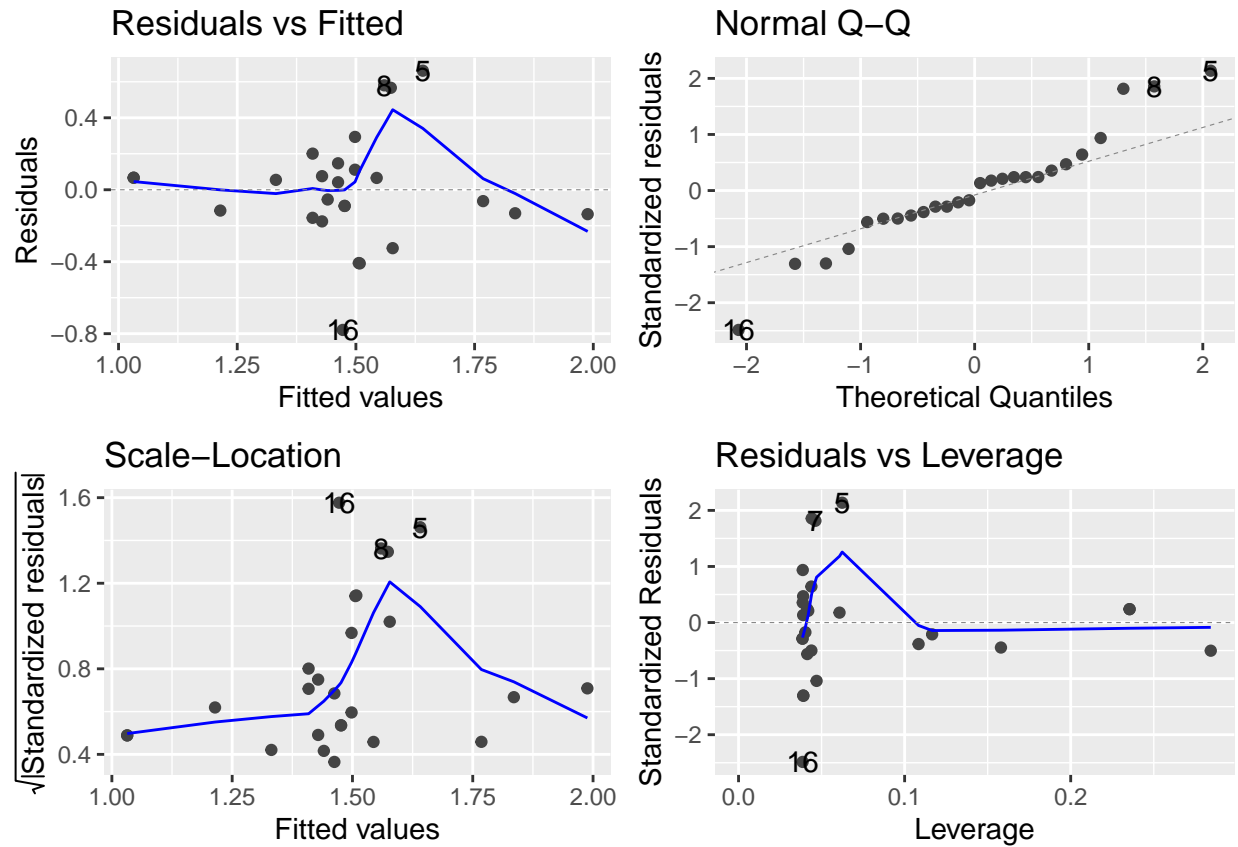 Residuals vs Fitted
Residuals
0.4
0.0
−0.4
−0.8
8
5
16
1.00 1.25 1.50 1.75 2.00
Fitted values
Normal Q−Q
Standardized residuals
2
1
0
−1
−2
5
8
16
−2 −1 0 1 2
Theoretical Quantiles
Scale−Location
√|Standardized residuals|
1.6
1.2
0.8
0.4
16
5
8
1.00 1.25 1.50 1.75 2.00
Fitted values
Residuals vs Leverage
Standardized Residuals
2
1
0
−1
−2
5
7
16
0.0 0.1 0.2
Leverage